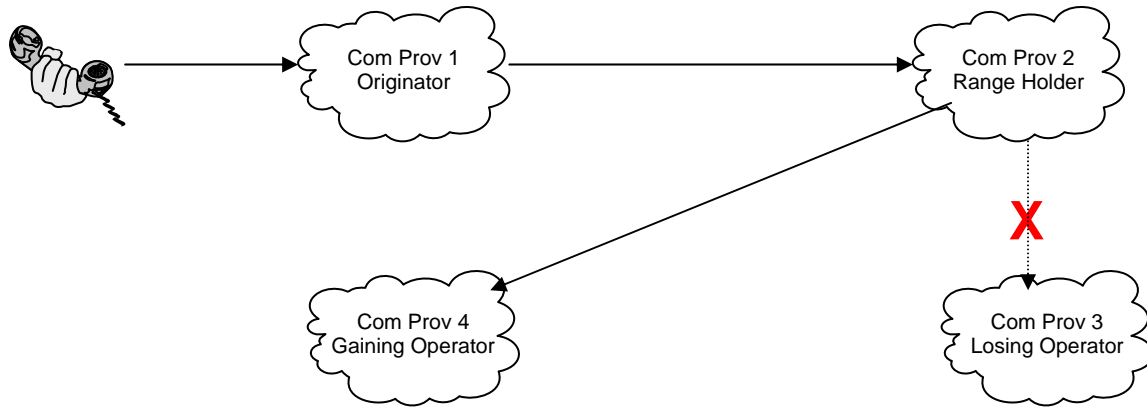 Com Prov 1
Originator
Com Prov 2
Range Holder
X
Com Prov 4
Gaining Operator
Com Prov 3
Losing Operator